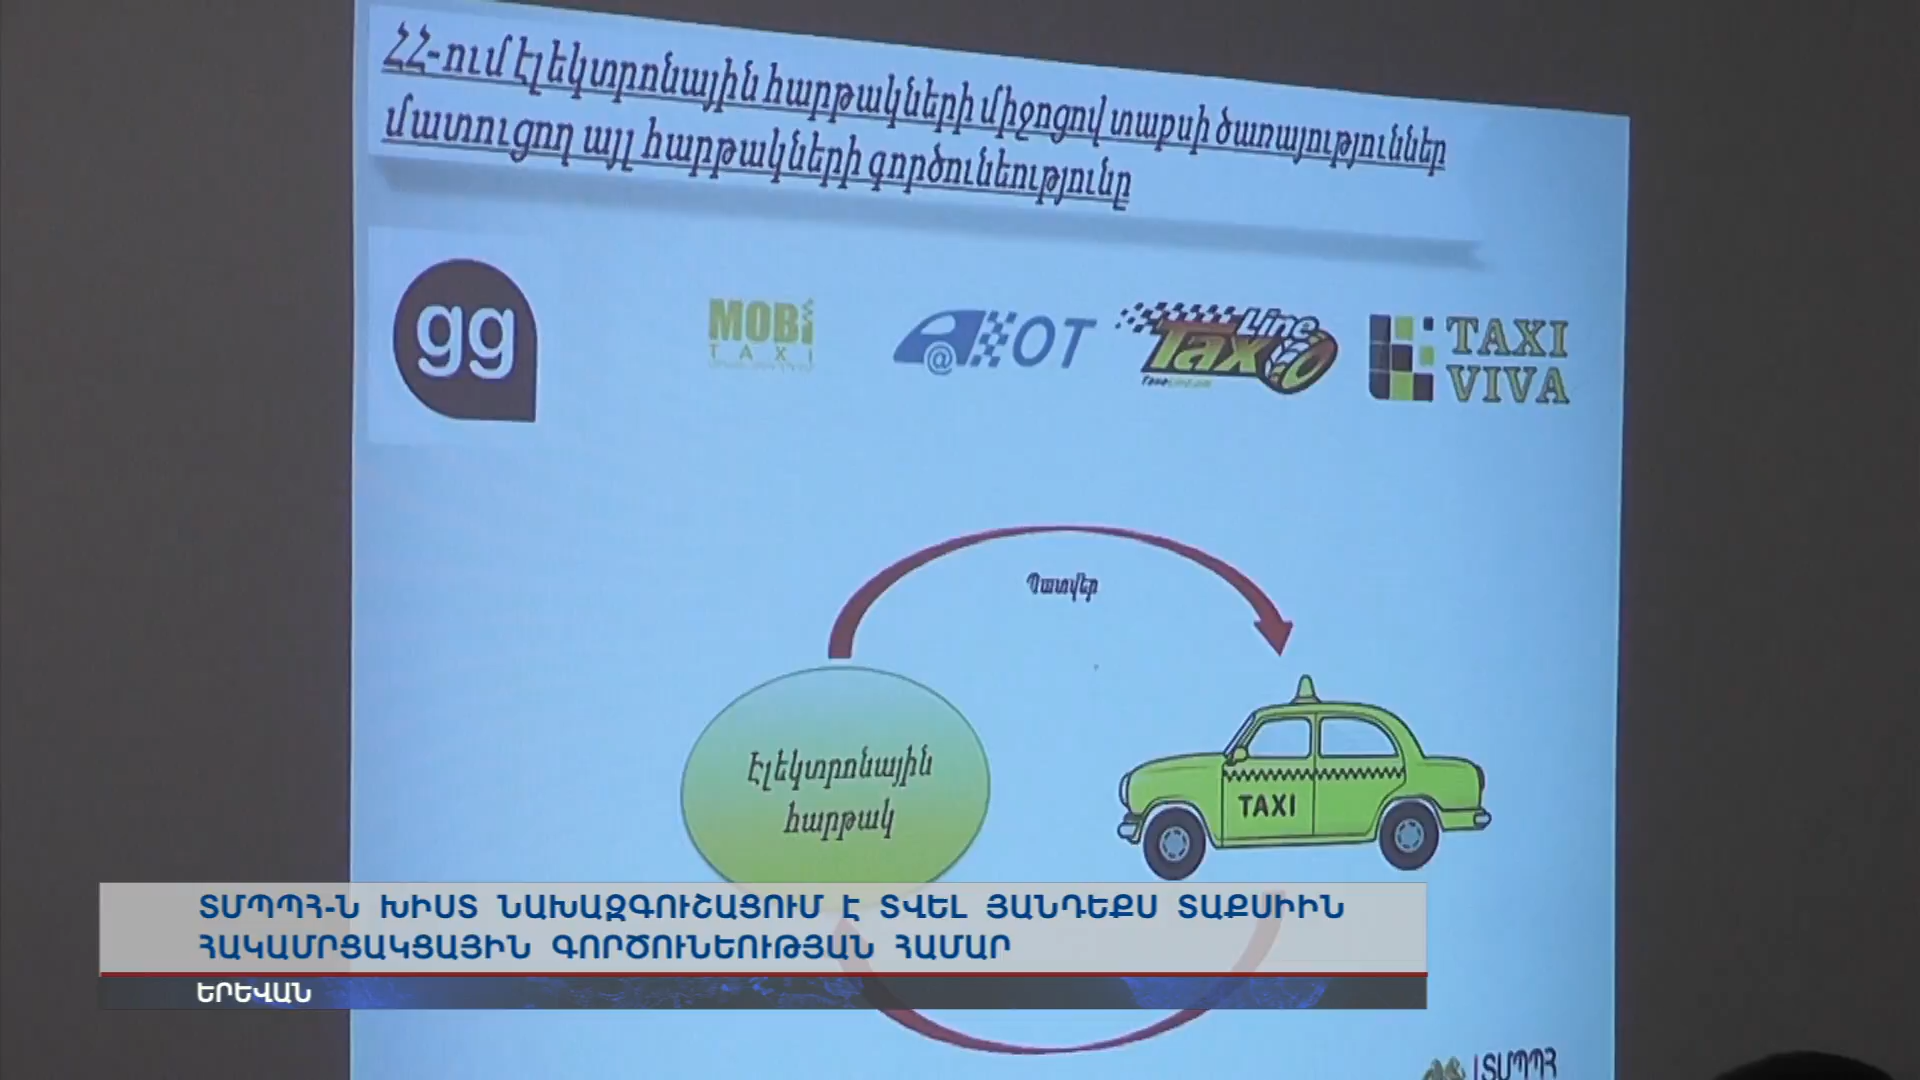 ՀՀ-ում էլեկտրոնային հարթակների միջոցով տաքսի ծառայություններ
մատուցող այլ հարթակների գործունեությունը
gg
MOBi
TAXI
@ OT
Line
Taxi
TAXI
VIVA
Պատվեր
Էլեկտրոնային
հարթակ
TAXI
ՏՄՊՊՀ-Ն ԽԻՍՏ ՆԱԽԱԶԳՈՒՇԱՑՈՒՄ Է ՏՎԵԼ ՅԱՆԴԵՔՍ ՏԱՔՍԻԻՆ
ՀԱԿԱՄՐՑԱԿՑԱՅԻՆ ԳՈՐԾՈՒՆԵՈՒԹՅԱՆ ՀԱՄԱՐ
ԵՐԵՎԱՆ
ՏՄՊՊՀ